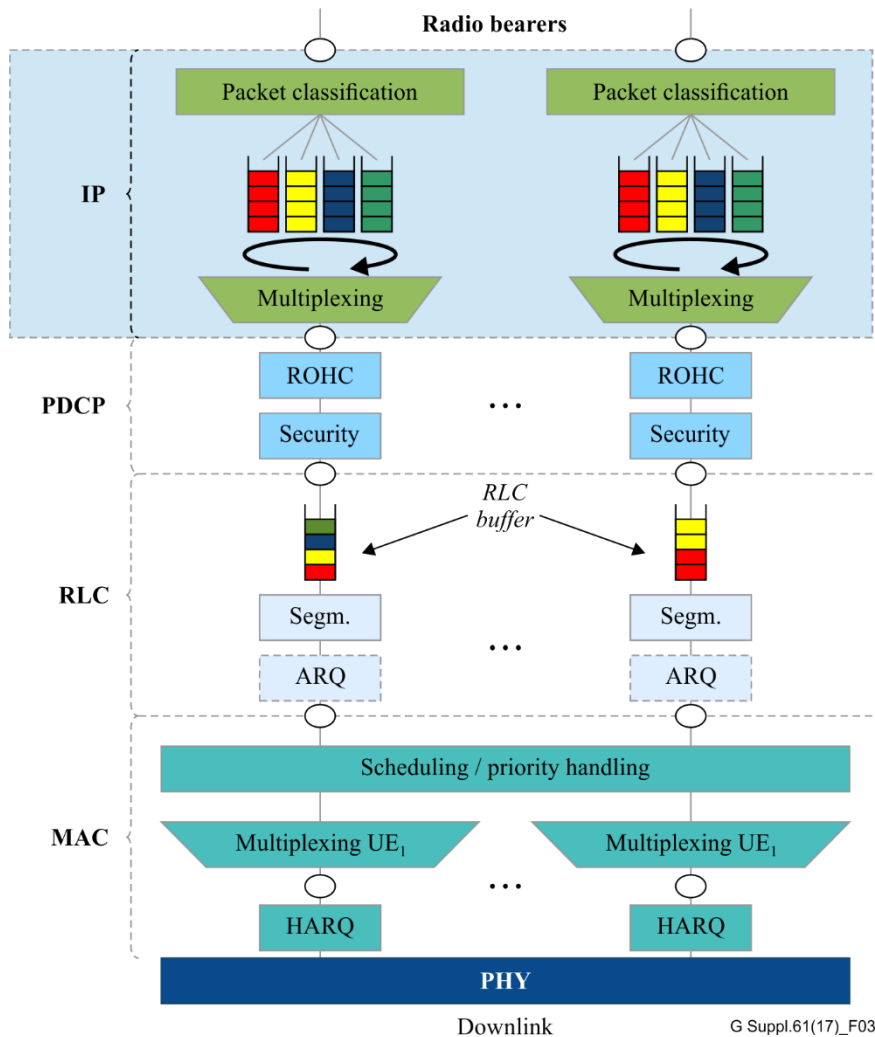 Radio bearers
Packet classification
Packet classification
IP
Multiplexing
Multiplexing
ROHC
ROHC
PDCP
...
Security
Security
RLC
buffer
RLC
Segm.
Segm.
...
ARQ
ARQ
Scheduling / priority handling
MAC
Multiplexing UE₁
Multiplexing UE₁
...
HARQ
HARQ
PHY
Downlink
G Suppl.61(17)_F03